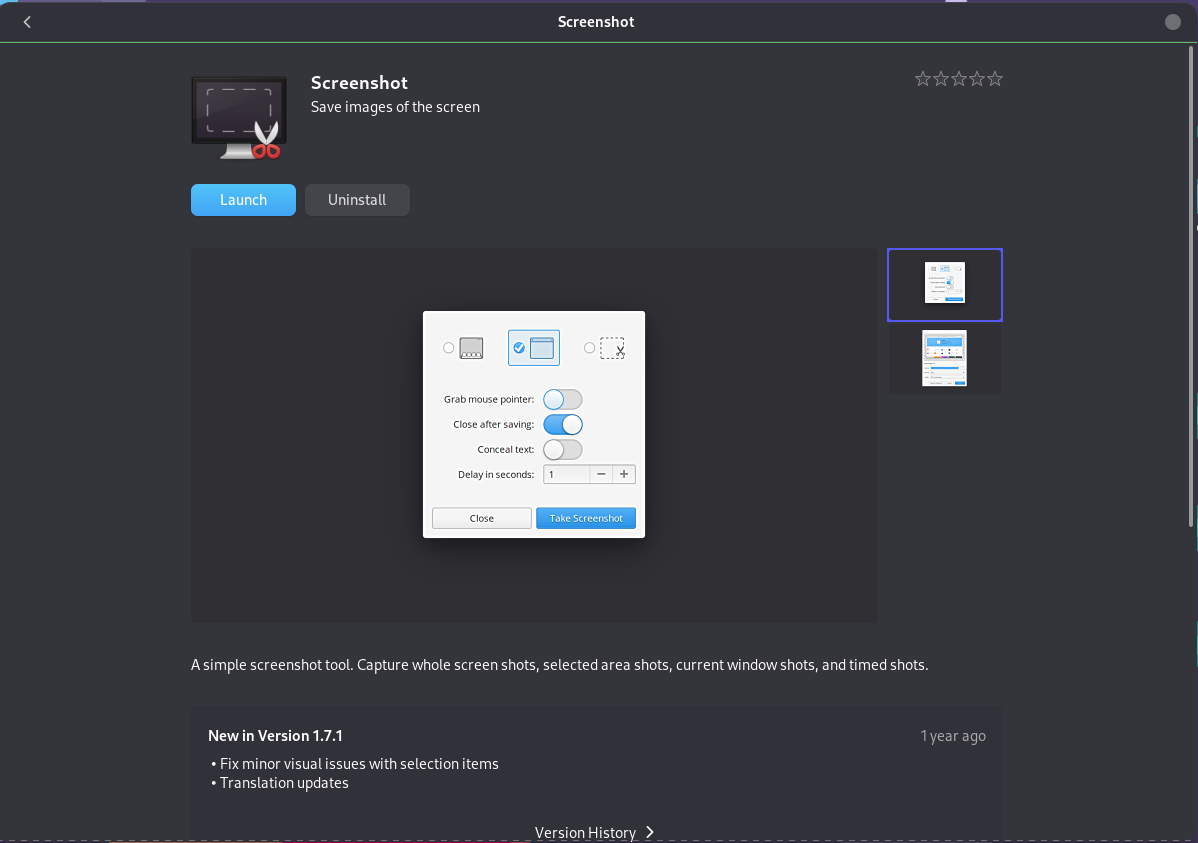 Screenshot
Screenshot
Save images of the screen
Launch
Uninstall
Grab mouse pointer:
Close after saving:
Conceal text:
Delay in seconds: 1
Close
Take Screenshot
A simple screenshot tool. Capture whole screen shots, selected area shots, current window shots, and timed shots.
New in Version 1.7.1
1 year ago
• Fix minor visual issues with selection items
• Translation updates
Version History